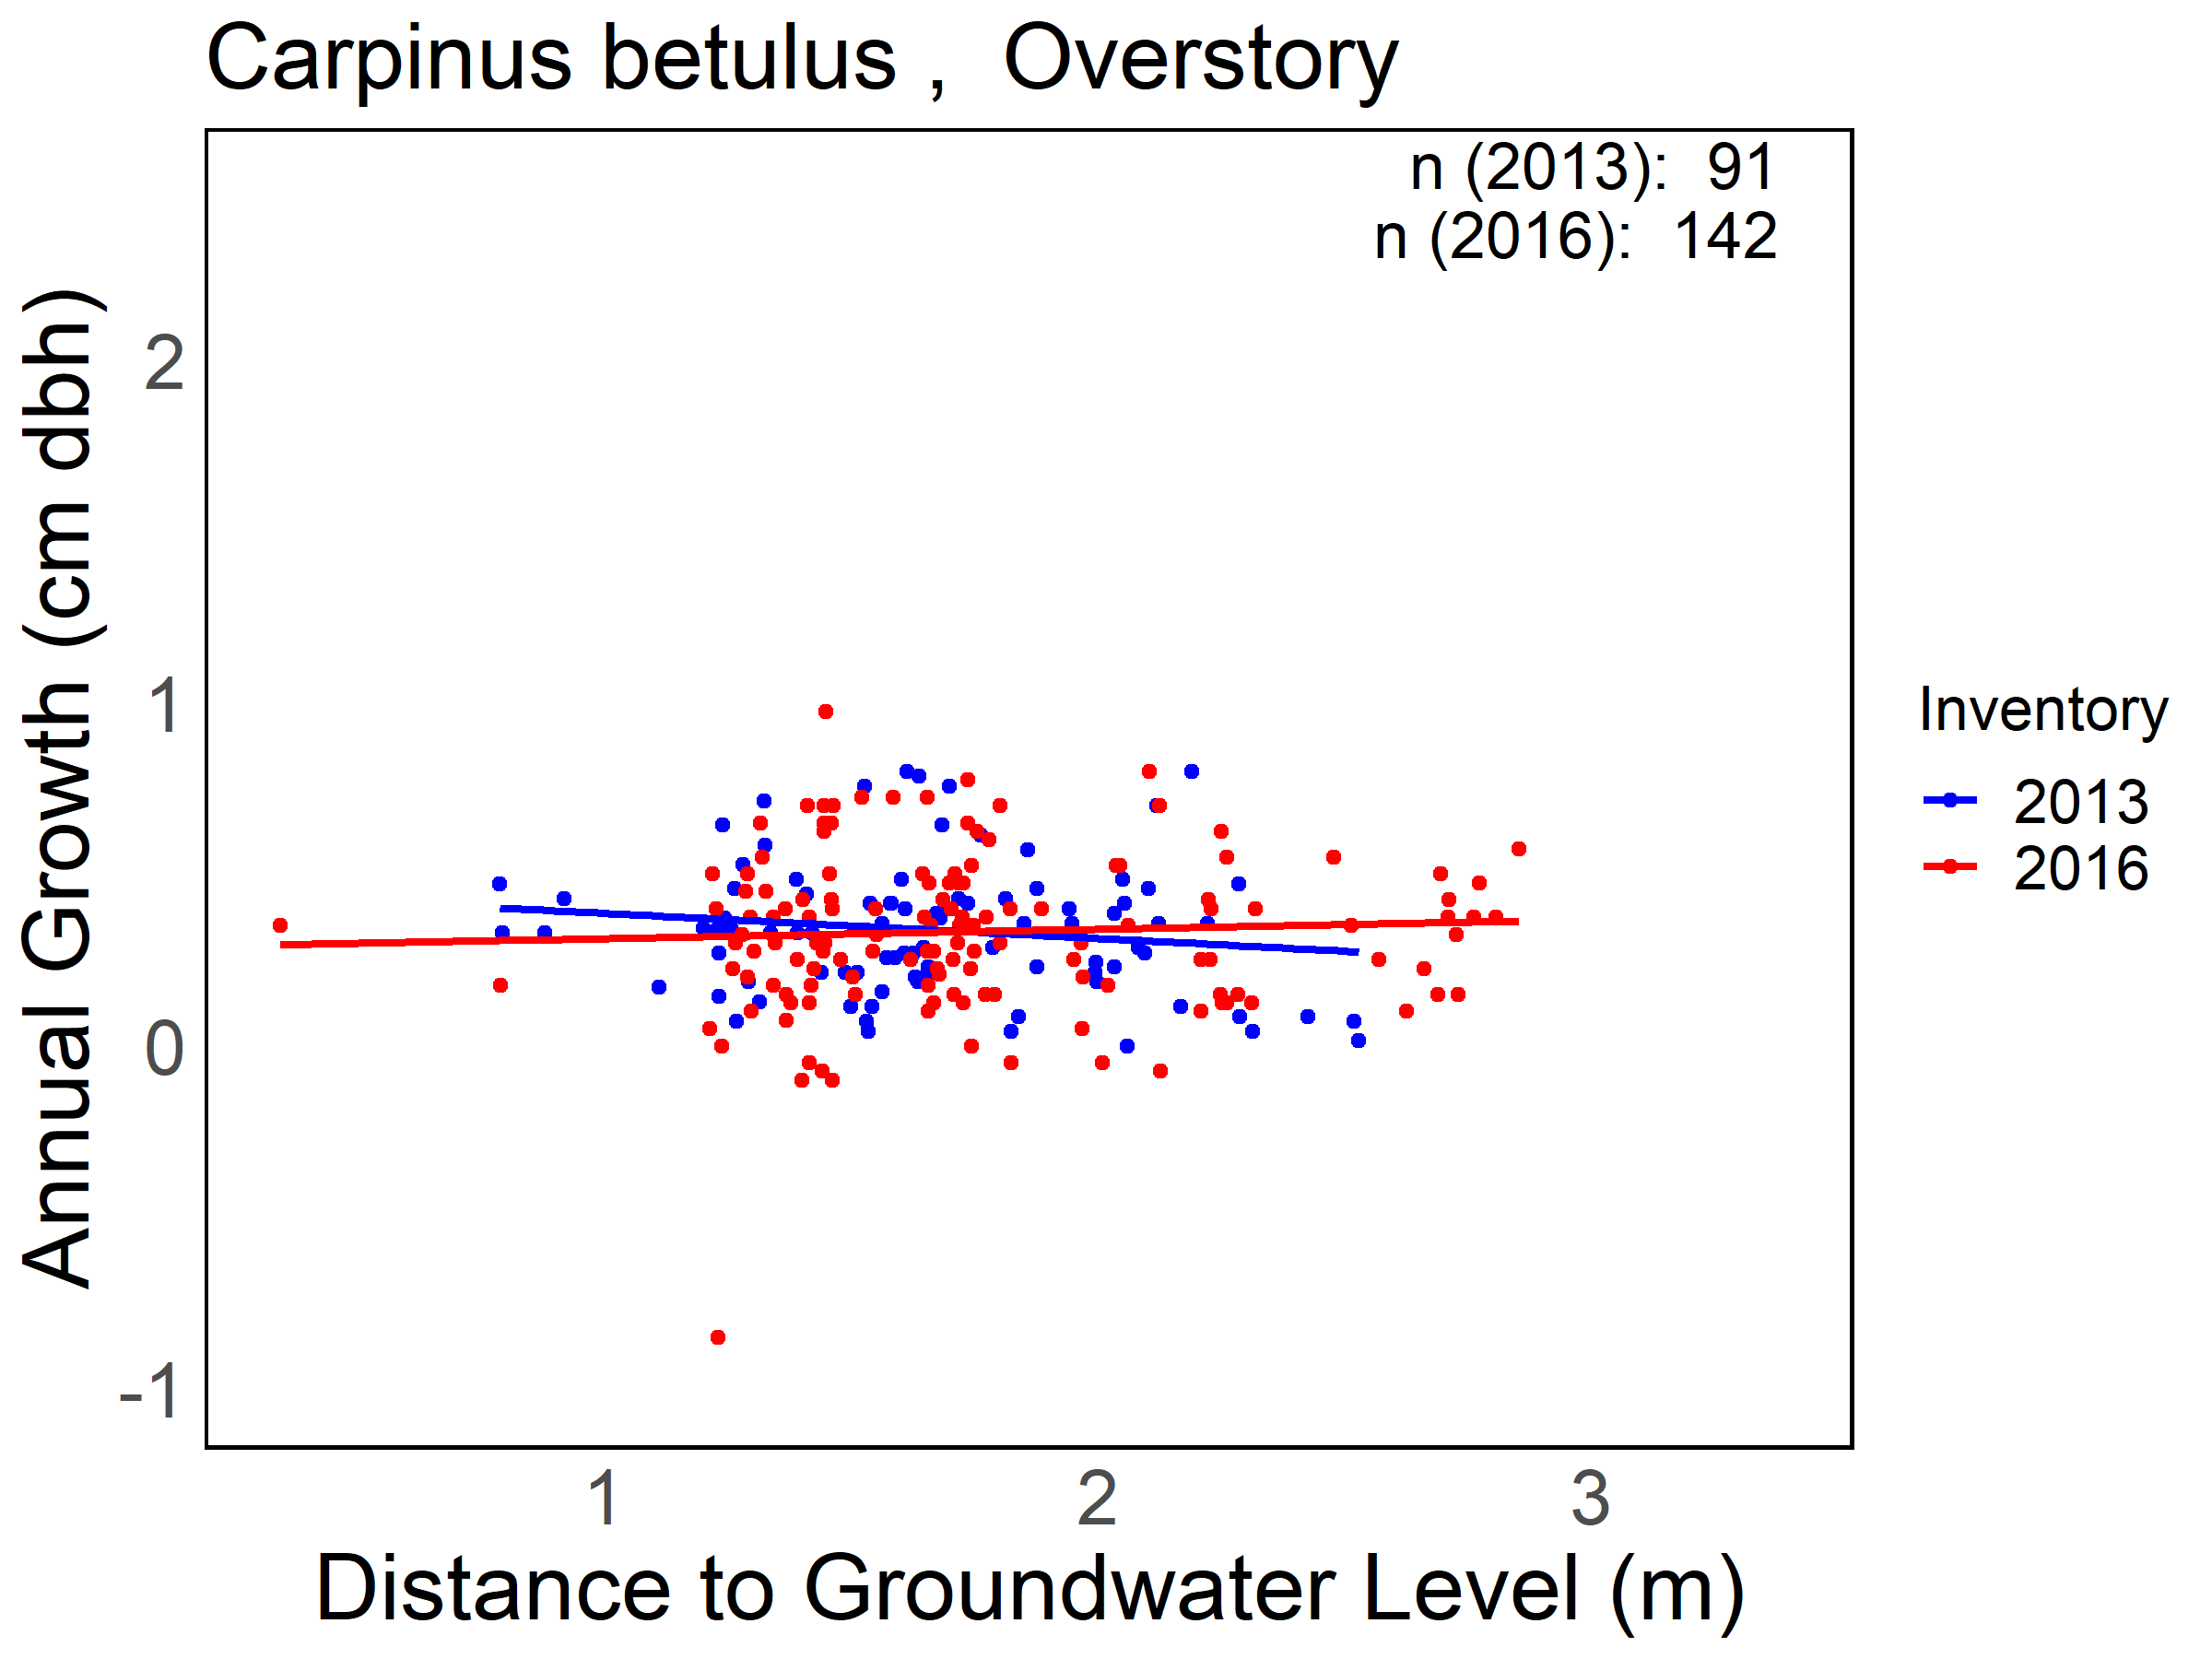 Carpinus betulus ,  Overstory
n (2013):  91
n (2016):  142
Annual Growth (cm dbh)
2
1
0
-1
1 2 3
Distance to Groundwater Level (m)
Inventory
2013
2016